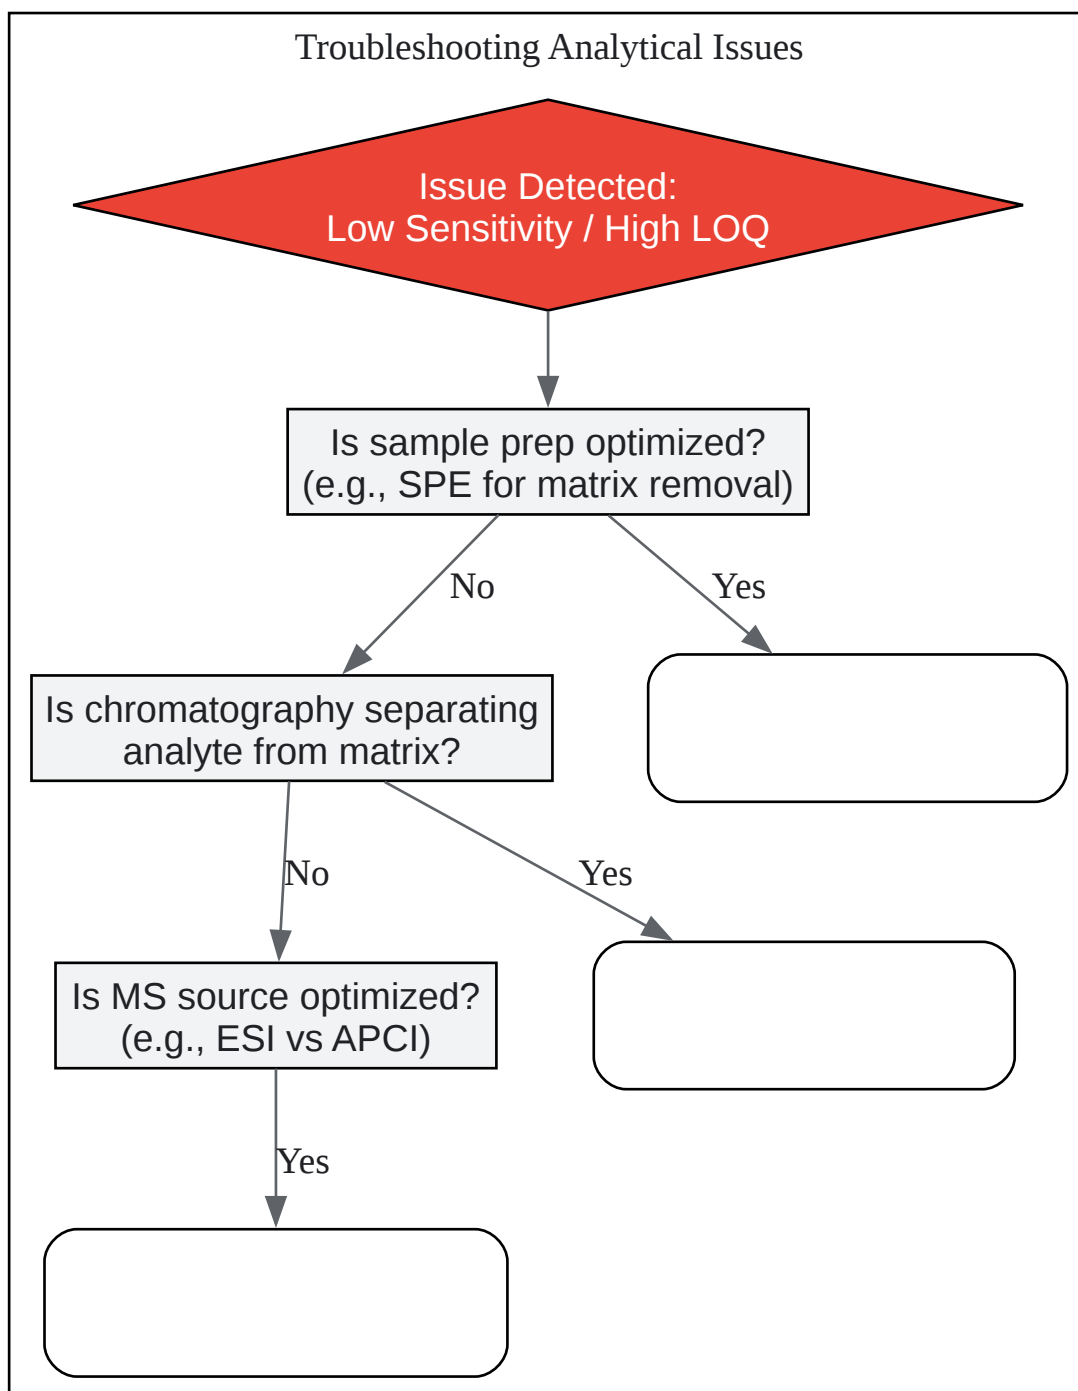 Troubleshooting Analytical Issues
Issue Detected:
Low Sensitivity / High LOQ
Is sample prep optimized?
(e.g., SPE for matrix removal)
No
Yes
Is chromatography separating
analyte from matrix?
No
Yes
Is MS source optimized?
(e.g., ESI vs APCI)
Yes